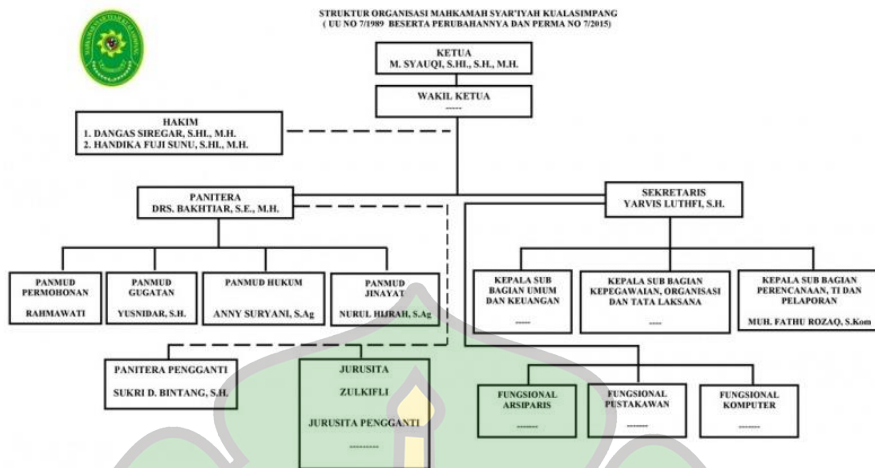 STRUKTUR ORGANISASI MAHKAMAH SYAR'IYAH KUALASIMPANG
( UU NO 7/1989 BESERTA PERUBAHANNYA DAN PERMA NO 7/2015)
KETUA
M. SYAUQI, S.HI., S.H., M.H.
WAKIL KETUA
-----
HAKIM
1. DANGAS SIREGAR, S.HI., M.H.
2. HANDIKA FUJI SUNU, S.HI., M.H.
PANITERA
DRS. BAKHTIAR, S.E., M.H.
SEKRETARIS
YARVIS LUTHFI, S.H.
PANMUD
PERMOHONAN
RAHMAWATI
PANMUD
GUGATAN
YUSNIDAR, S.H.
PANMUD HUKUM
ANNY SURYANI, S.Ag
PANMUD
JINAYAT
NURUL HIJRAH, S.Ag
KEPALA SUB
BAGIAN UMUM
DAN KEUANGAN
-----
KEPALA SUB BAGIAN
KEPEGAWAIAN, ORGANISASI
DAN TATA LAKSANA
----
KEPALA SUB BAGIAN
PERENCANAAN, TI DAN
PELAPORAN
MUH. FATHU ROZAQ, S.Kom
PANITERA PENGGANTI
SUKRI D. BINTANG, S.H.
JURUSITA
ZULKIFLI
JURUSITA PENGGANTI
---------
FUNGSIONAL
ARSIPARIS
-------
FUNGSIONAL
PUSTAKAWAN
-------
FUNGSIONAL
KOMPUTER
-------